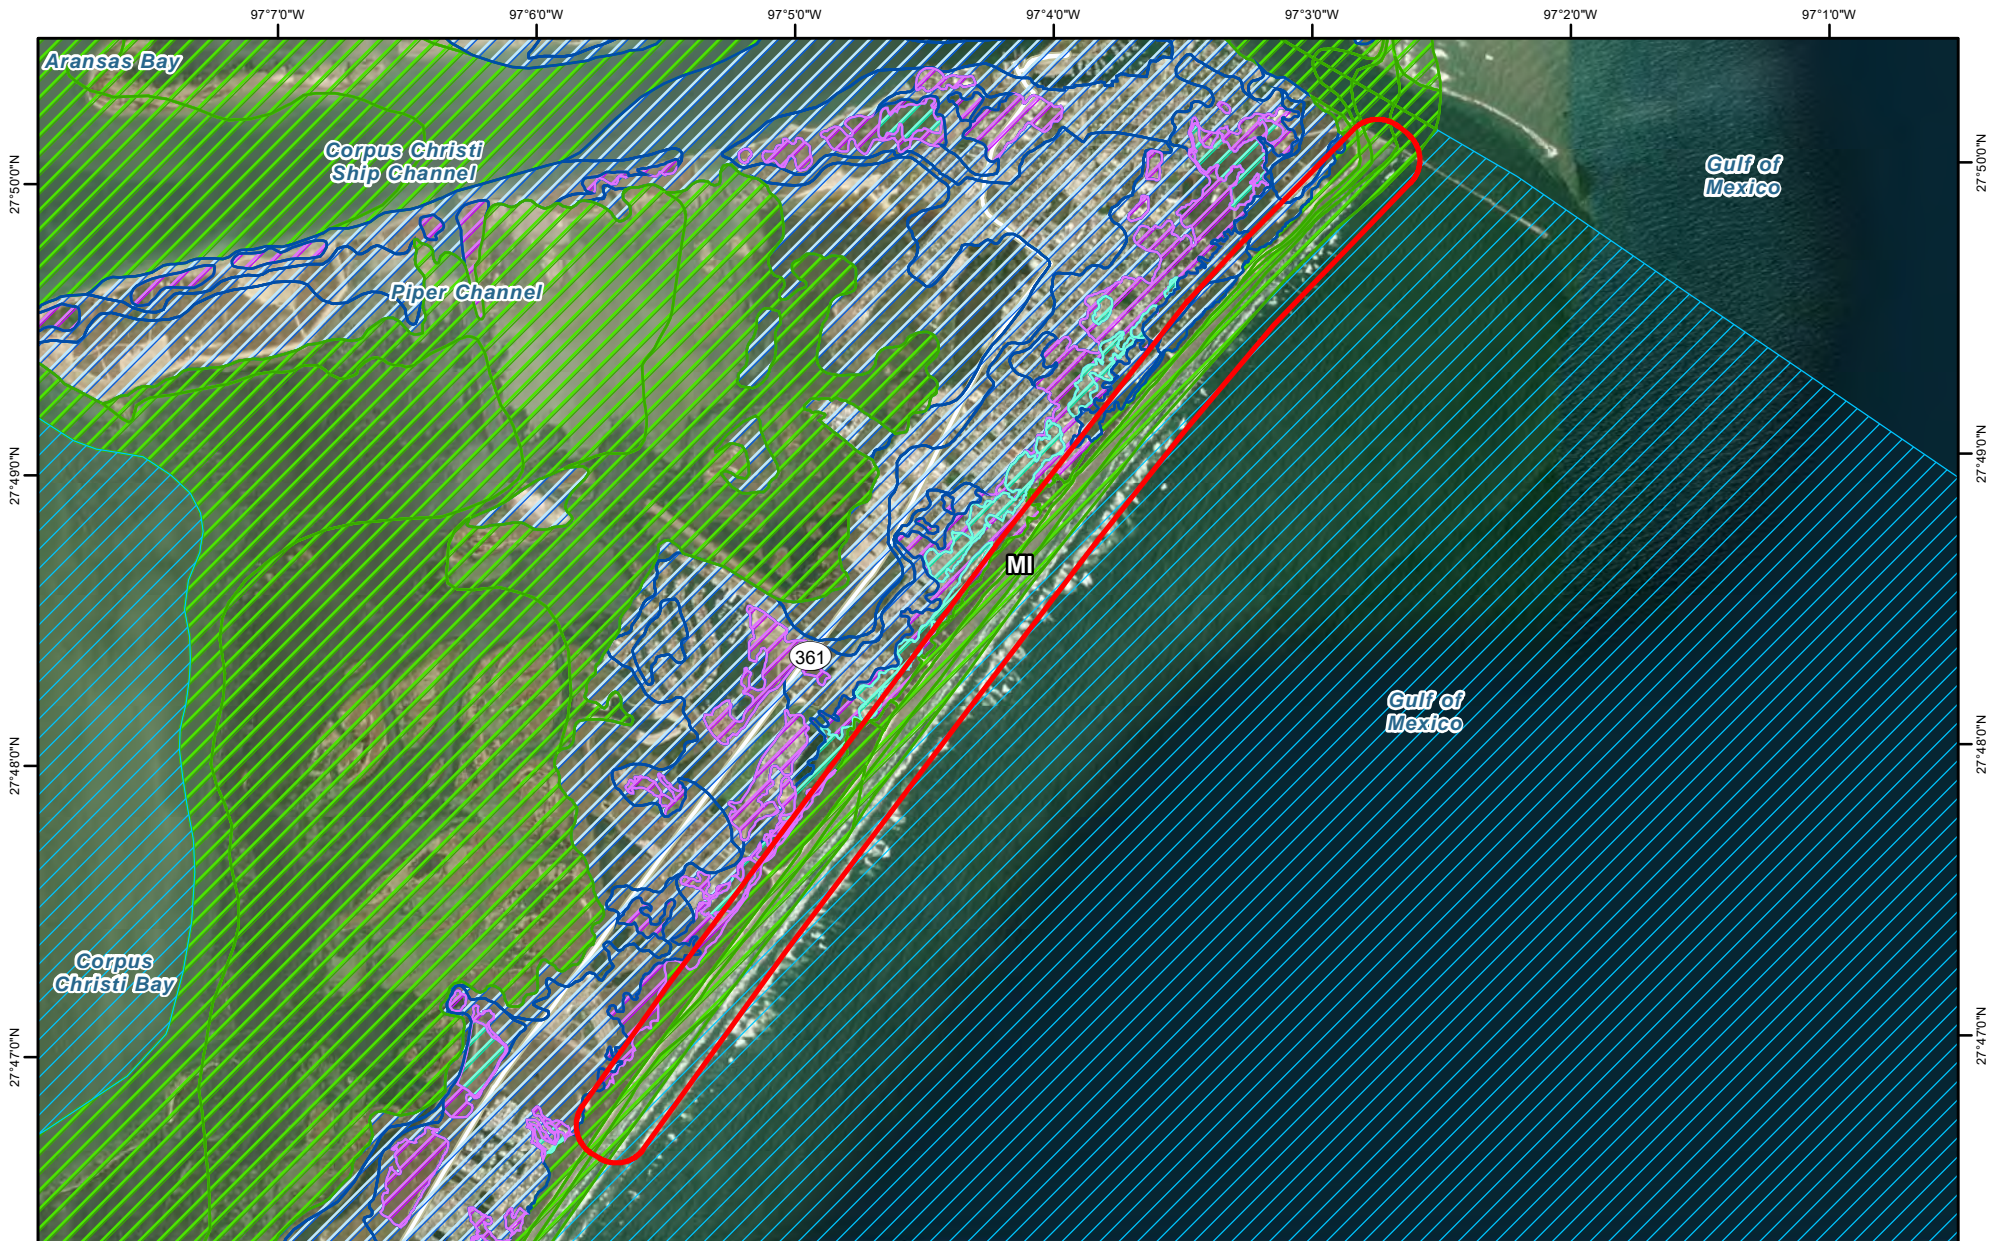 97°7'0"W
97°6'0"W
97°5'0"W
97°4'0"W
97°3'0"W
97°2'0"W
97°1'0"W
Aransas Bay
Corpus Christi
Ship Channel
Gulf of
Mexico
27°50'0"N
27°50'0"N
Piper Channel
27°49'0"N
27°49'0"N
MI
361
Gulf of
Mexico
27°48'0"N
27°48'0"N
Corpus
Christi Bay
27°47'0"N
27°47'0"N